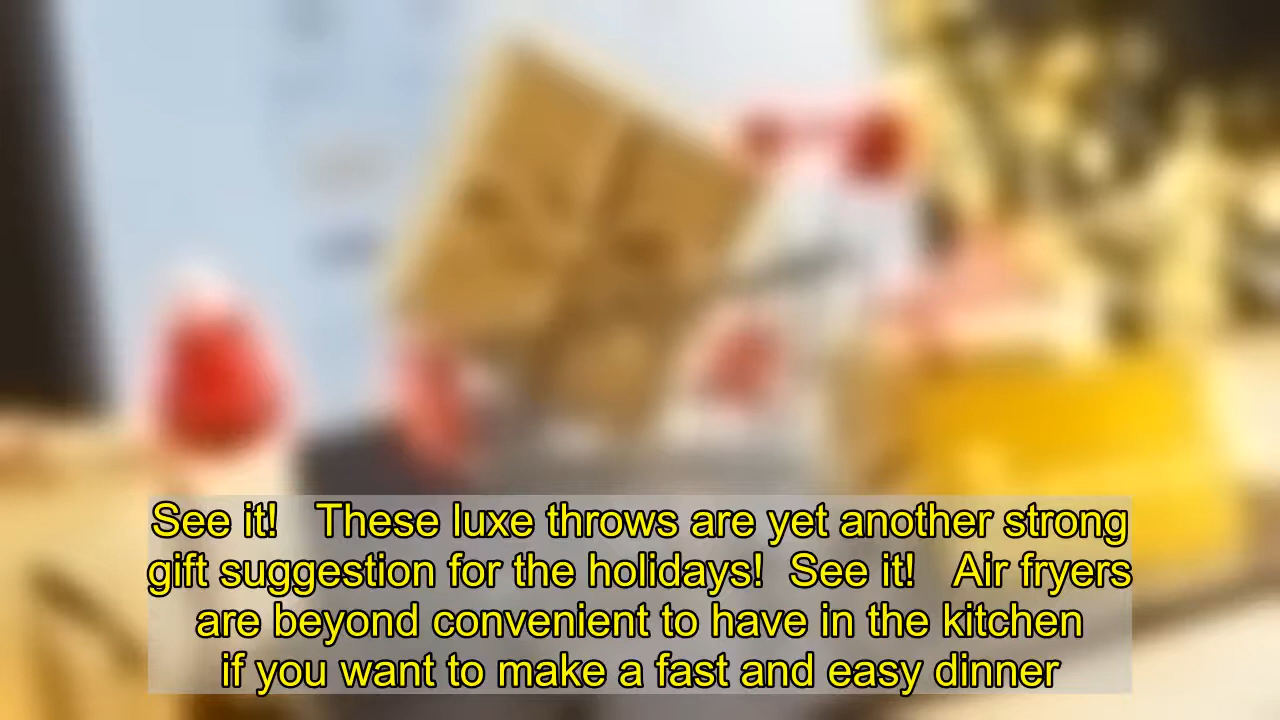 See it!   These luxe throws are yet another strong
gift suggestion for the holidays!  See it!   Air fryers
are beyond convenient to have in the kitchen
if you want to make a fast and easy dinner